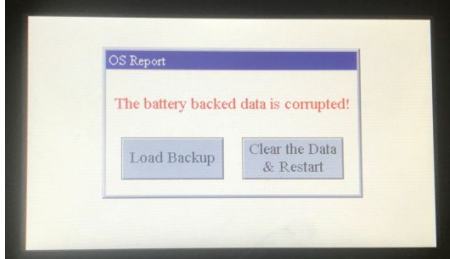 OS Report
The battery backed data is corrupted!
Load Backup
Clear the Data
& Restart